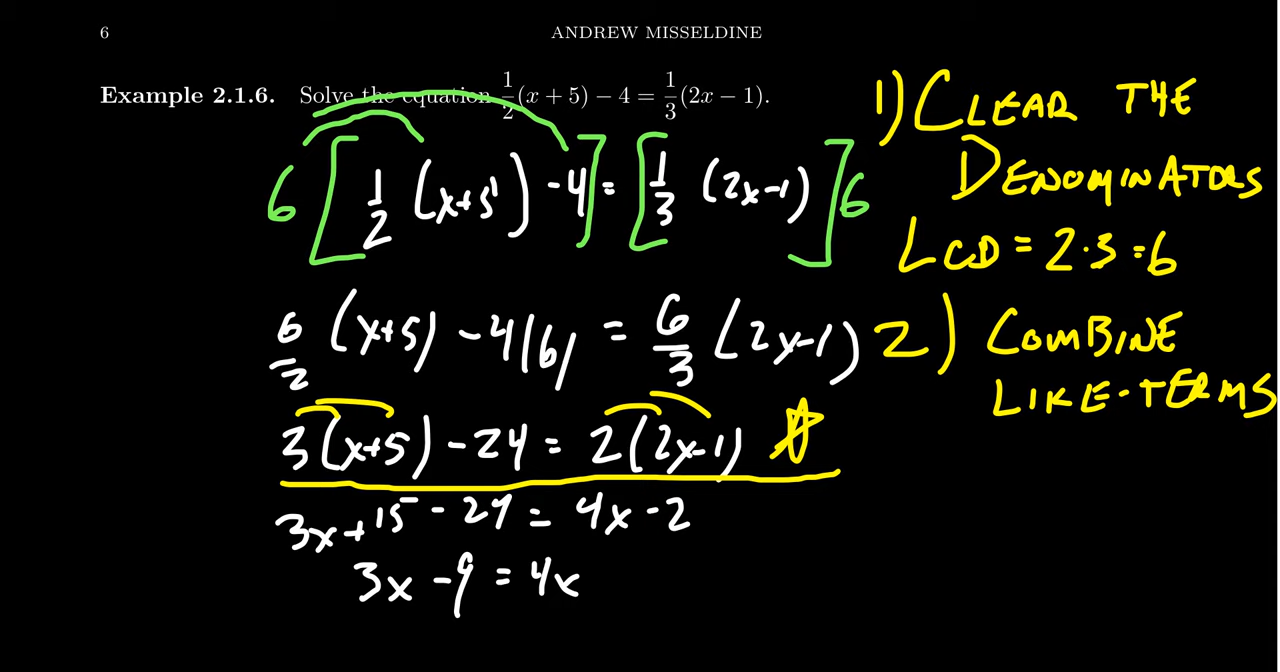 6 ANDREW MISSELDINE
Example 2.1.6. Solve the equation 1/2(x + 5) − 4 = 1/3(2x − 1).
1) CLEAR THE
DENOMINATORS
6 [1/2 (x+5) -4] = [1/3 (2x-1)] 6
LCD = 2·3 = 6
6/2 (x+5) - 4(6) = 6/3 (2x-1)
2) COMBINE
LIKE-TERMS
3(x+5) - 24 = 2(2x-1)
3x+15 - 24 = 4x - 2
3x - 9 = 4x